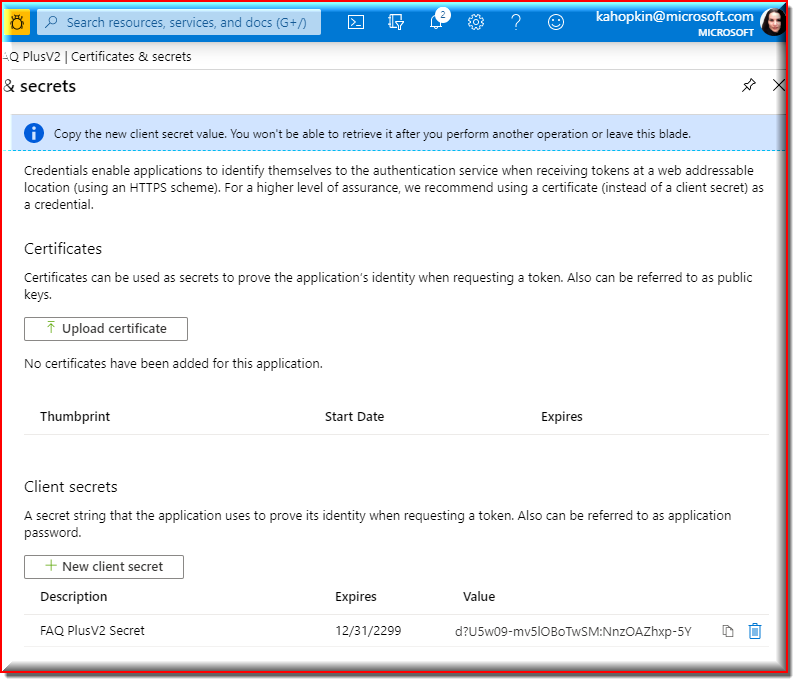 Search resources, services, and docs (G+/)
2
kahopkin@microsoft.com
MICROSOFT
AQ PlusV2 | Certificates & secrets
& secrets
Copy the new client secret value. You won't be able to retrieve it after you perform another operation or leave this blade.
Credentials enable applications to identify themselves to the authentication service when receiving tokens at a web addressable
location (using an HTTPS scheme). For a higher level of assurance, we recommend using a certificate (instead of a client secret) as
a credential.
Certificates
Certificates can be used as secrets to prove the application's identity when requesting a token. Also can be referred to as public
keys.
Upload certificate
No certificates have been added for this application.
Thumbprint Start Date Expires
Client secrets
A secret string that the application uses to prove its identity when requesting a token. Also can be referred to as application
password.
New client secret
Description Expires Value
FAQ PlusV2 Secret 12/31/2299 d?U5w09-mv5lOBoTwSM:NnzOAZhxp-5Y